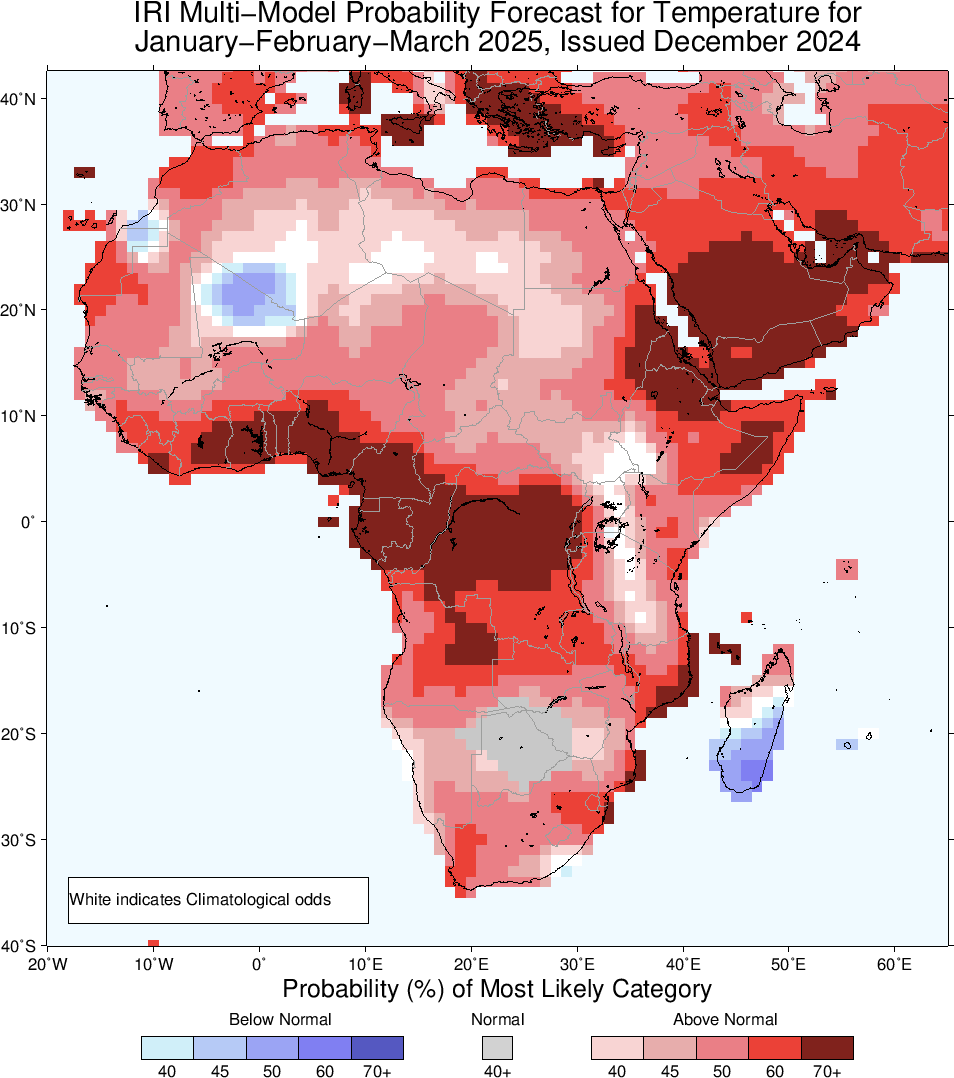 IRI Multi−Model Probability Forecast for Temperature for
January−February−March 2025, Issued December 2024
40˚N
30˚N
20˚N
10˚N
0˚
10˚S
20˚S
30˚S
White indicates Climatological odds
40˚S
20˚W 10˚W 0˚ 10˚E 20˚E 30˚E 40˚E 50˚E 60˚E
Probability (%) of Most Likely Category
Below Normal Normal Above Normal
40 45 50 60 70+ 40+ 40 45 50 60 70+